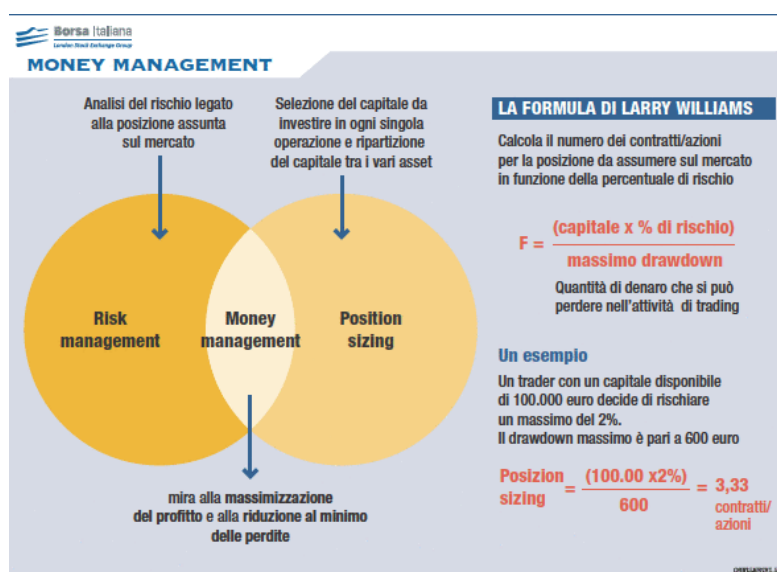 Borsa Italiana
London Stock Exchange Group
MONEY MANAGEMENT
Analisi del rischio legato
alla posizione assunta
sul mercato
Selezione del capitale da
investire in ogni singola
operazione e ripartizione
del capitale tra i vari asset
Risk
management
Money
management
Position
sizing
mira alla massimizzazione
del profitto e alla riduzione al minimo
delle perdite
LA FORMULA DI LARRY WILLIAMS
Calcola il numero dei contratti/azioni
per la posizione da assumere sul mercato
in funzione della percentuale di rischio
F = (capitale x % di rischio)
massimo drawdown
Quantità di denaro che si può
perdere nell'attività di trading
Un esempio
Un trader con un capitale disponibile
di 100.000 euro decide di rischiare
un massimo del 2%.
Il drawdown massimo è pari a 600 euro
Posizion
sizing
= (100.00 x2%)
600
= 3,33
contratti/
azioni